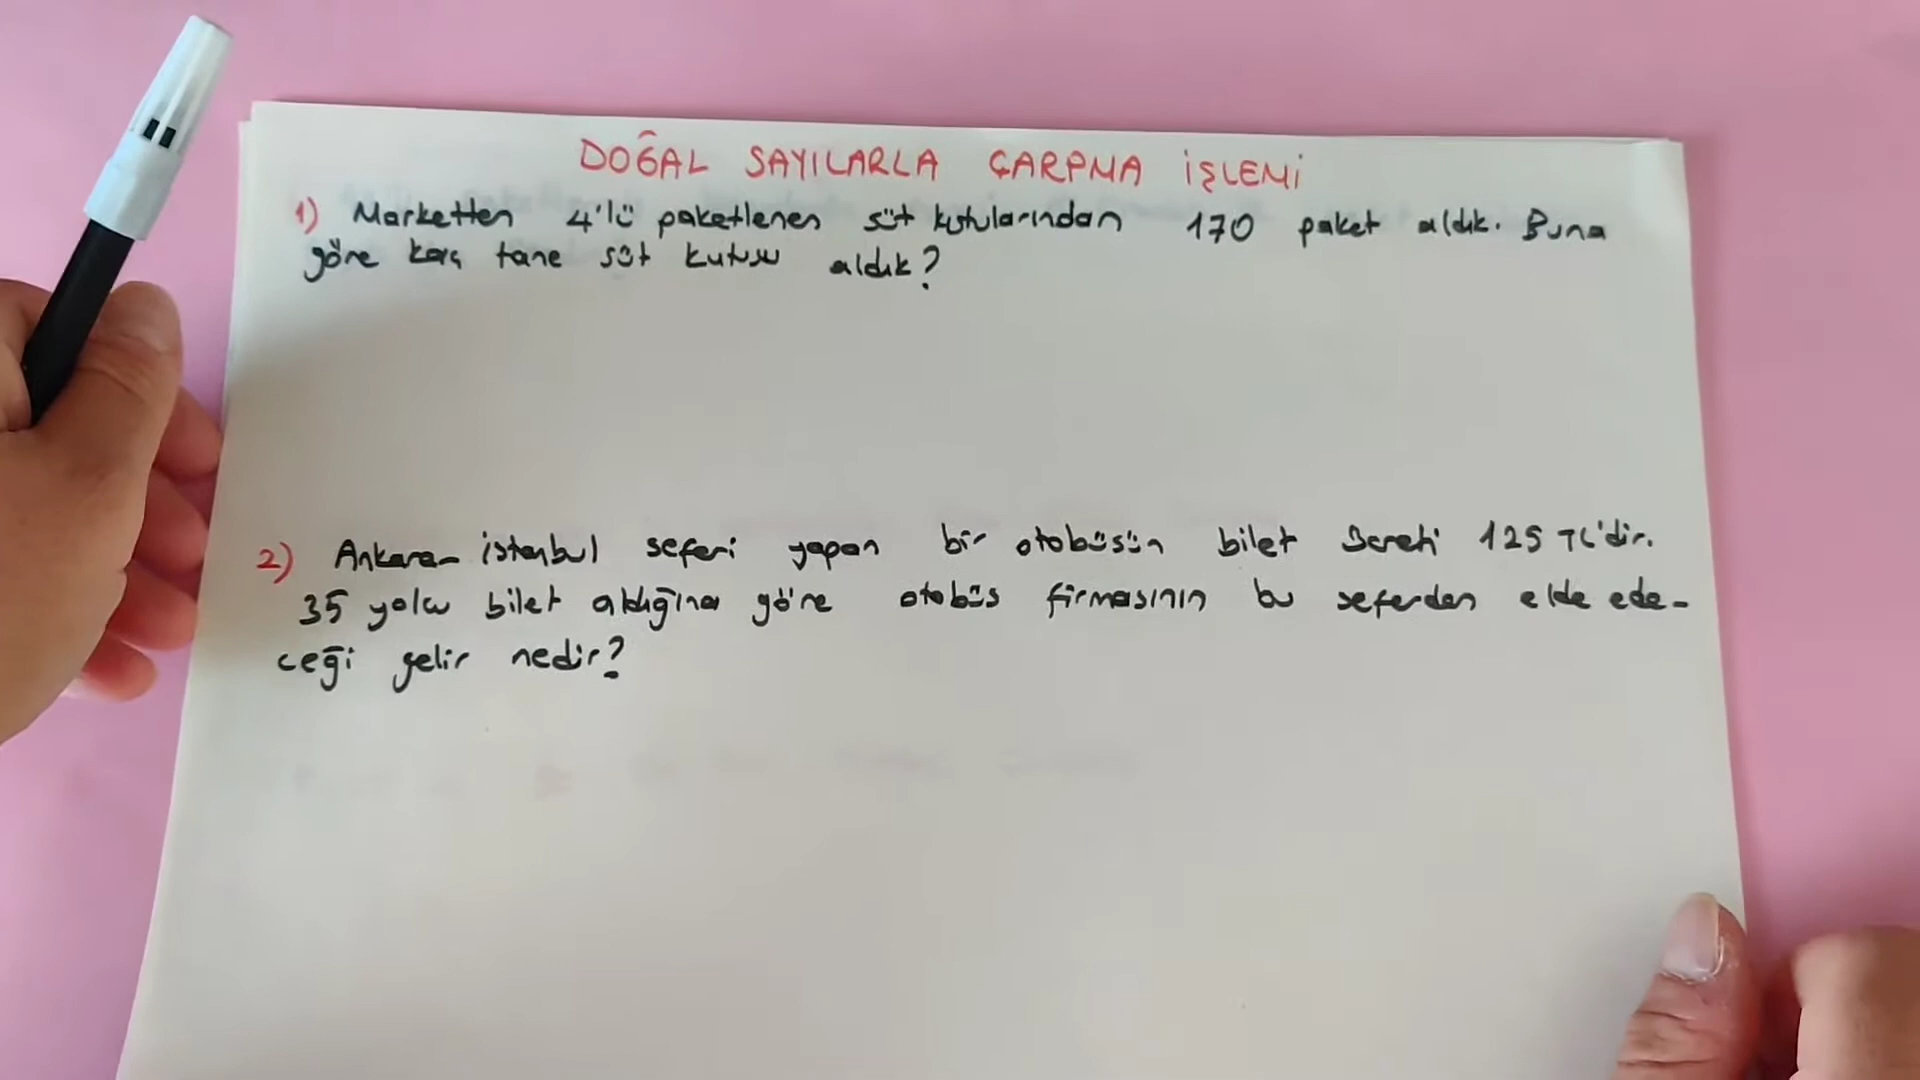 DOĞAL SAYILARLA ÇARPMA İŞLEMİ
1) Marketten 4'lü paketlenen süt kutularından 170 paket aldık. Buna
göre kaç tane süt kutusu aldık?
2) Ankara-İstanbul seferi yapan bir otobüsün bilet ücreti 125 TL'dir.
35 yolcu bilet aldığına göre otobüs firmasının bu seferden elde ede-
ceği gelir nedir?